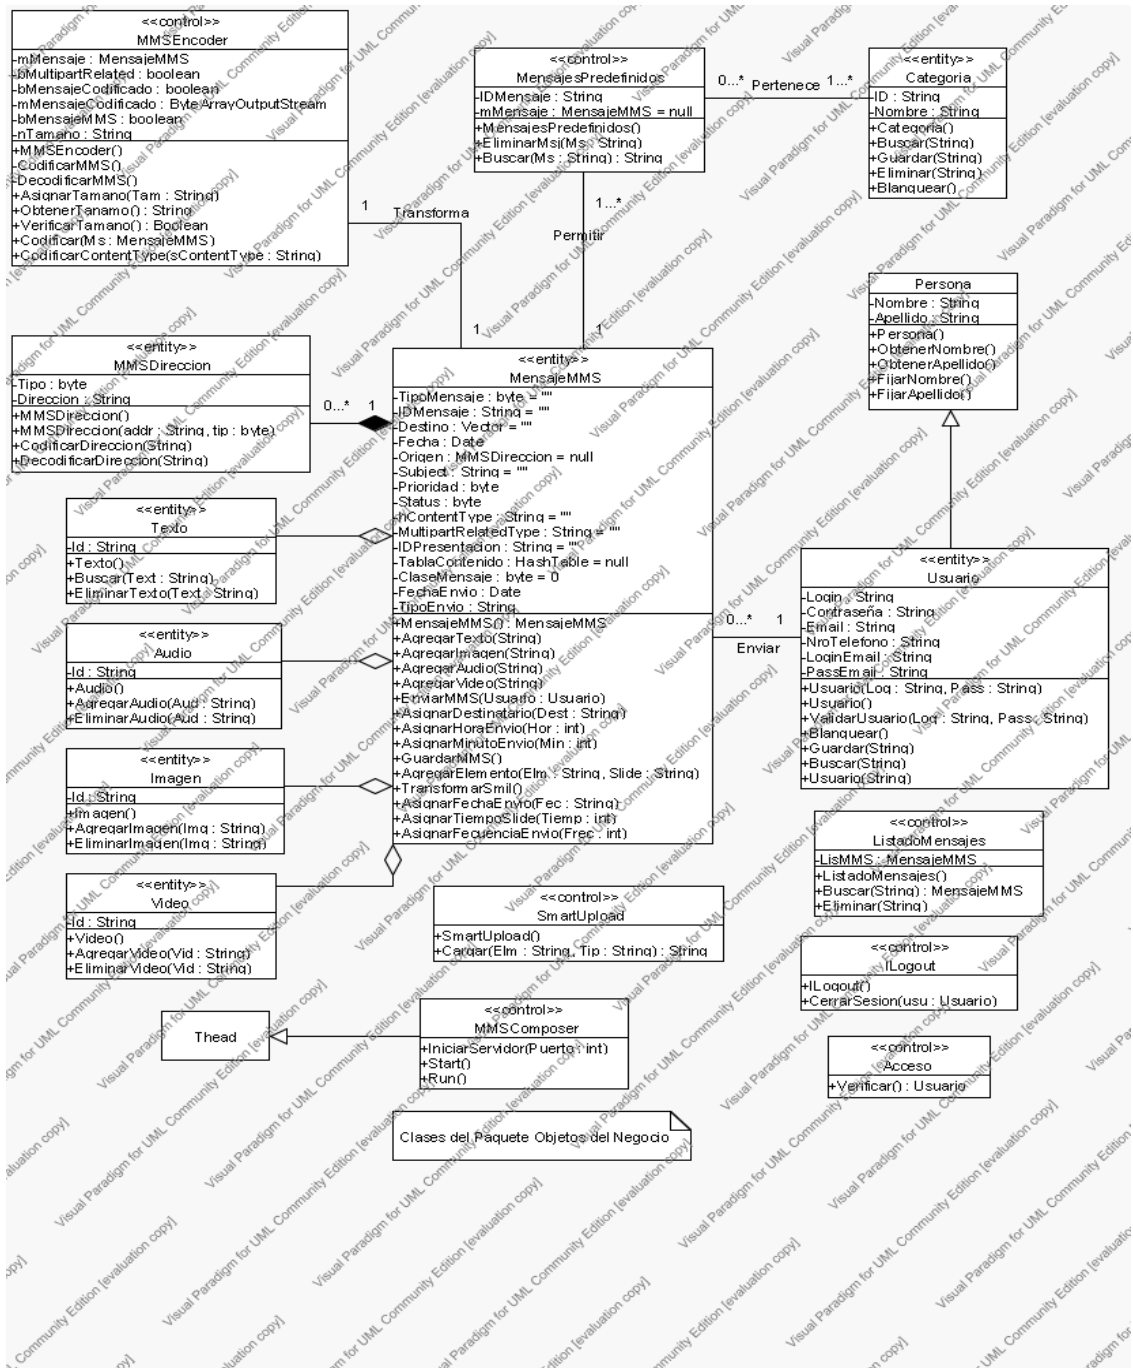 <<control>>
MMSEncoder
-mMensaje : MensajeMMS
-bMultipartRelated : boolean
-bMensajeCodificado : boolean
-mMensajeCodificado : ByteArrayOutputStream
-bMensajeMMS : boolean
-nTamano : String
+MMSEncoder()
-CodificarMMS()
-DecodificarMMS()
+AsignarTamano(Tam : String)
+ObtenerTanamo() : String
+VerificarTamano() : Boolean
+Codificar(Ms : MensajeMMS)
+CodificarContentType(sContentType : String)
<<control>>
MensajesPredefinidos
-IDMensaje : String
-mMensaje : MensajeMMS = null
+MensajesPredefinidos()
+EliminarMsj(Ms : String)
+Buscar(Ms : String) : String
0...* Pertenece 1...*
<<entity>>
Categoria
-ID : String
-Nombre : String
+Categoria()
+Buscar(String)
+Guardar(String)
+Eliminar(String)
+Blanquear()
1 Transforma
1
1...*
Permitir
1
Persona
-Nombre : String
-Apellido : String
+Persona()
+ObtenerNombre()
+ObtenerApellido()
+FijarNombre()
+FijarApellido()
<<entity>>
MMSDireccion
-Tipo : byte
-Direccion : String
+MMSDireccion()
+MMSDireccion(addr : String, tip : byte)
+CodificarDireccion(String)
+DecodificarDireccion(String)
0...* 1
<<entity>>
MensajeMMS
-TipoMensaje : byte = ""
-IDMensaje : String = ""
-Destino : Vector = ""
-Fecha : Date
-Origen : MMSDireccion = null
-Subject : String = ""
-Prioridad : byte
-Status : byte
-nContentType : String = ""
-MultipartRelatedType : String = ""
-IDPresentacion : String = ""
-TablaContenido : HashTable = null
-ClaseMensaje : byte = 0
-FechaEnvio : Date
-TipoEnvio : String
+MensajeMMS() : MensajeMMS
+AgregarTexto(String)
+AgregarImagen(String)
+AgregarAudio(String)
+AgregarVideo(String)
+EnviarMMS(Usuario : Usuario)
+AsignarDestinatario(Dest : String)
+AsignarHoraEnvio(Hor : int)
+AsignarMinutoEnvio(Min : int)
+GuardarMMS()
+AgregarElemento(Elm : String, Slide : String)
+TransformarSmil()
+AsignarFechaEnvio(Fec : String)
+AsignarTiempoSlide(Tiemp : int)
+AsignarFecuenciaEnvio(Frec : int)
<<entity>>
Texto
-Id : String
+Texto()
+Buscar(Text : String)
+EliminarTexto(Text : String)
<<entity>>
Audio
-Id : String
+Audio()
+AgregarAudio(Aud : String)
+EliminarAudio(Aud : String)
<<entity>>
Imagen
-Id : String
+Imagen()
+AgregarImagen(Img : String)
+EliminarImagen(Img : String)
<<entity>>
Video
-Id : String
+Video()
+AgregarVideo(Vid : String)
+EliminarVideo(Vid : String)
0...* 1
Enviar
<<entity>>
Usuario
-Login : String
-Contraseña : String
-Email : String
-NroTelefono : String
-LoginEmail : String
-PassEmail : String
+Usuario(Log : String, Pass : String)
+Usuario()
+ValidarUsuario(Log : String, Pass : String)
+Blanquear()
+Guardar(String)
+Buscar(String)
+Usuario(String)
<<control>>
ListadoMensajes
-LisMMS : MensajeMMS
+ListadoMensajes()
+Buscar(String) : MensajeMMS
+Eliminar(String)
<<control>>
SmartUpload
+SmartUpload()
+Cargar(Elm : String, Tip : String) : String
<<control>>
ILogout
+ILogout()
+CerrarSesion(usu : Usuario)
Thead
<<control>>
MMSComposer
+IniciarServidor(Puerto : int)
+Start()
+Run()
<<control>>
Acceso
+Verificar() : Usuario
Clases del Paquete Objetos del Negocio
Visual Paradigm for UML Community Edition [evaluation copy]